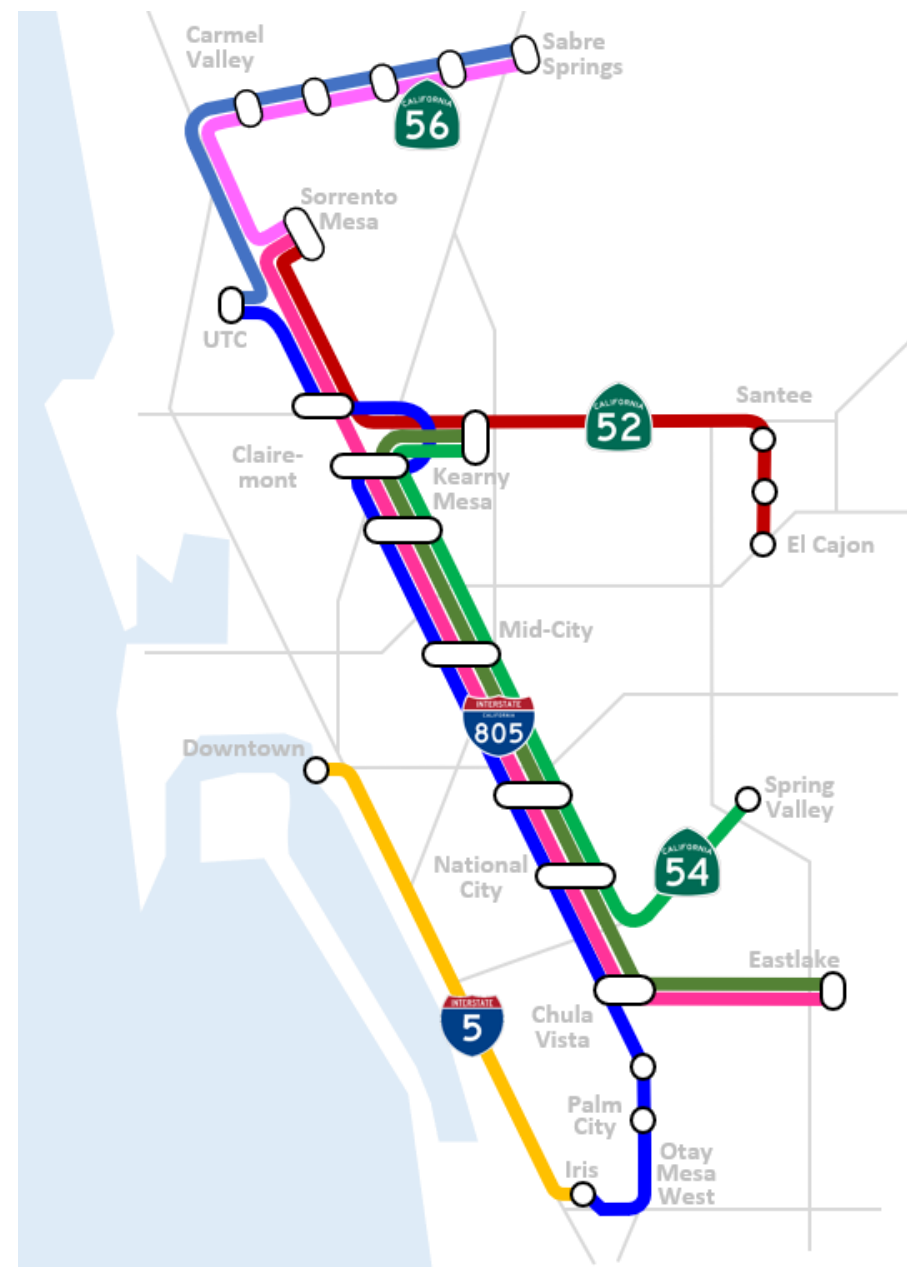 Carmel
Valley
Sabre
Springs
CALIFORNIA
56
Sorrento
Mesa
UTC
CALIFORNIA
52
Santee
Claire-
mont
Kearny
Mesa
El Cajon
Mid-City
INTERSTATE
CALIFORNIA
805
Downtown
Spring
Valley
CALIFORNIA
54
National
City
Eastlake
INTERSTATE
5
Chula
Vista
Palm
City
Otay
Mesa
West
Iris